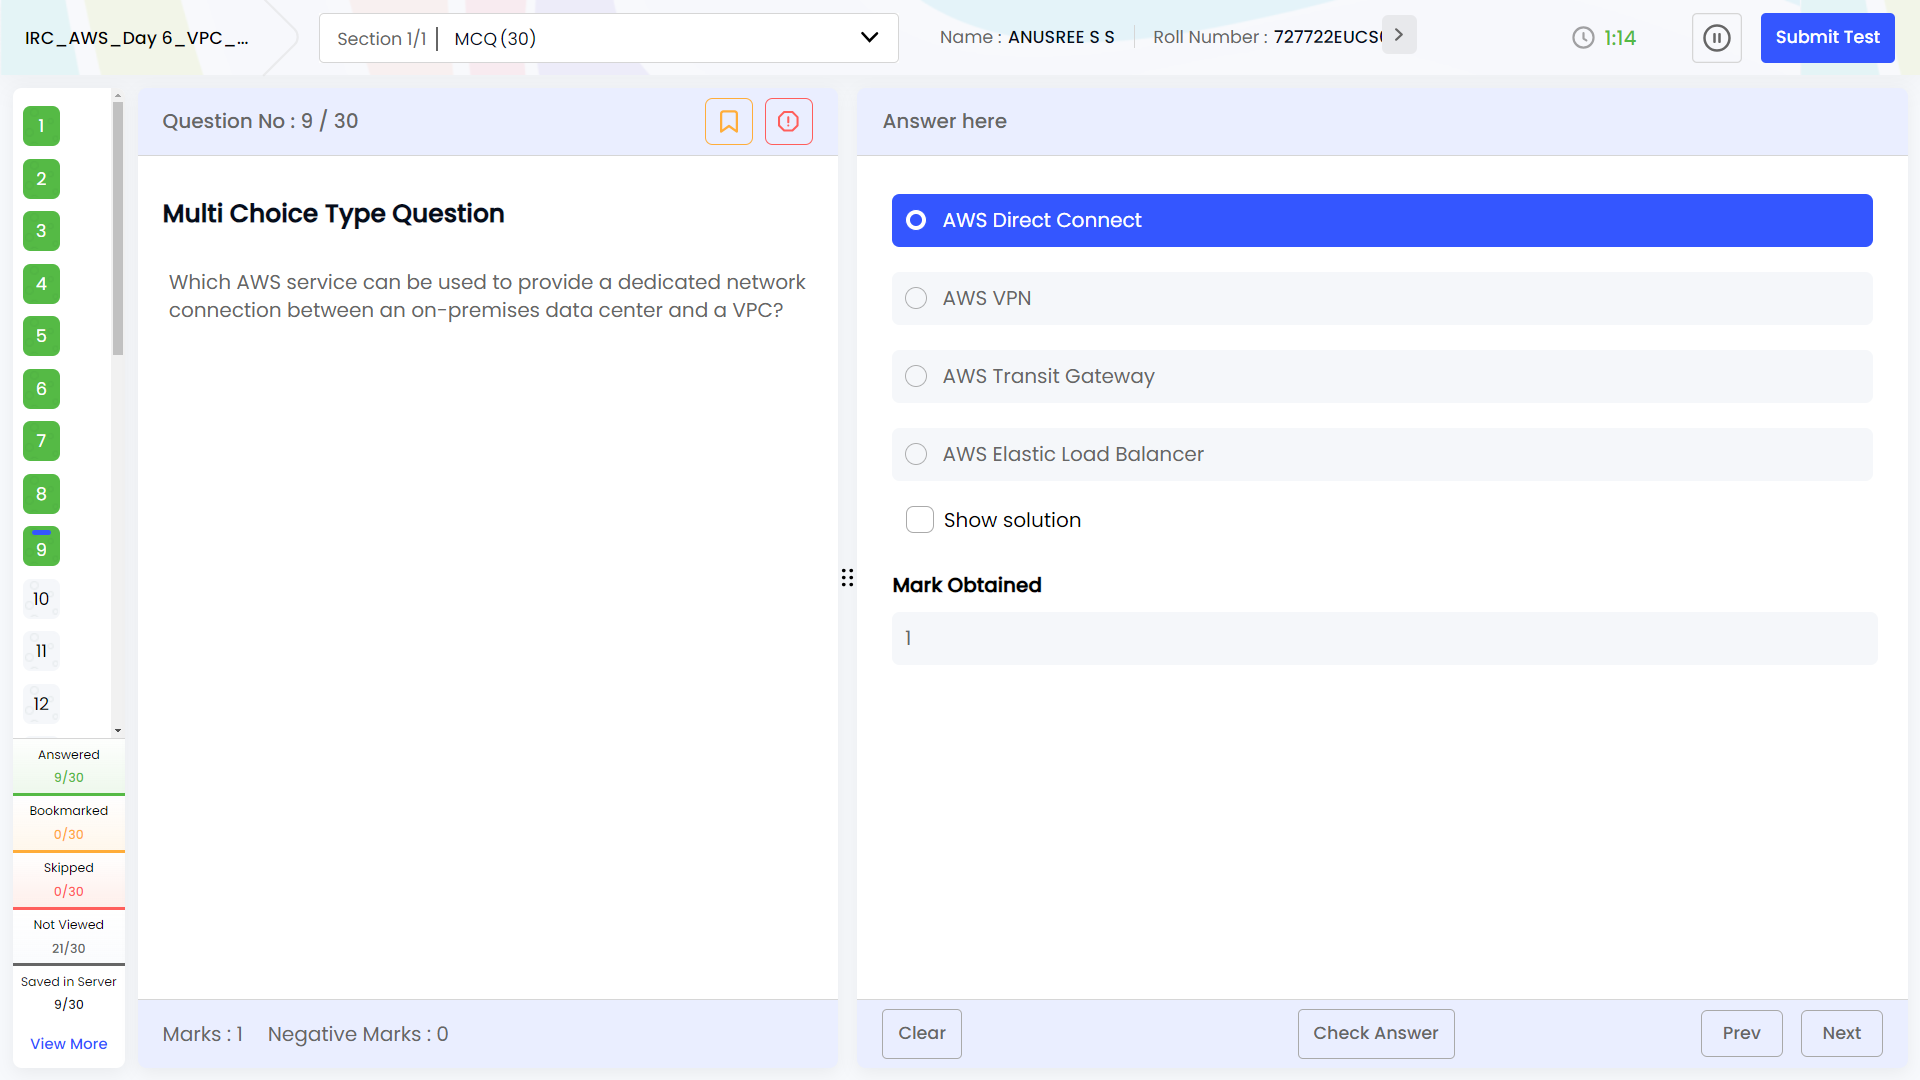 IRC_AWS_Day 6_VPC_...
Section 1/1 | MCQ (30)
Name : ANUSREE S S
Roll Number : 727722EUCS
1:14
Submit Test
1
2
3
4
5
6
7
8
9
10
11
12
Answered
9/30
Bookmarked
0/30
Skipped
0/30
Not Viewed
21/30
Saved in Server
9/30
View More
Question No : 9 / 30
Multi Choice Type Question
Which AWS service can be used to provide a dedicated network
connection between an on-premises data center and a VPC?
Marks : 1 Negative Marks : 0
Answer here
AWS Direct Connect
AWS VPN
AWS Transit Gateway
AWS Elastic Load Balancer
Show solution
Mark Obtained
1
Clear
Check Answer
Prev
Next